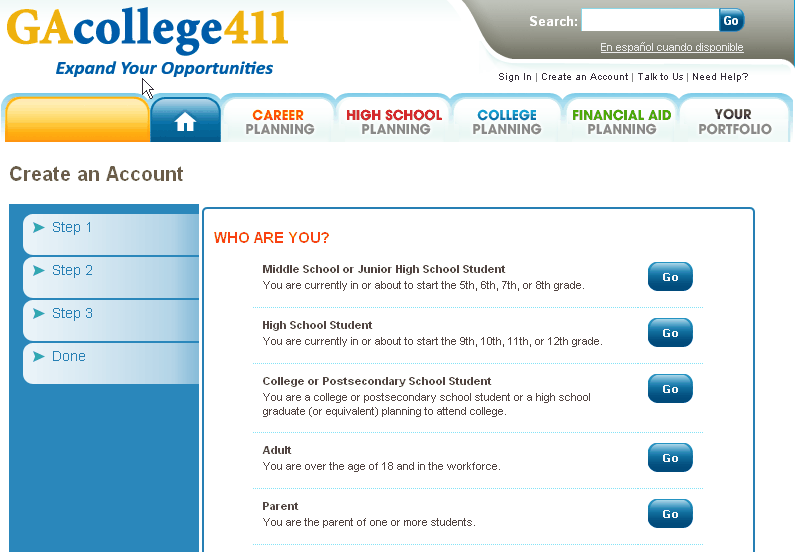 GAcollege411
Expand Your Opportunities
Search:
Go
En español cuando disponible
Sign In | Create an Account | Talk to Us | Need Help?
CAREER PLANNING
HIGH SCHOOL PLANNING
COLLEGE PLANNING
FINANCIAL AID PLANNING
YOUR PORTFOLIO
Create an Account
Step 1
Step 2
Step 3
Done
WHO ARE YOU?
Middle School or Junior High School Student
You are currently in or about to start the 5th, 6th, 7th, or 8th grade.
Go
High School Student
You are currently in or about to start the 9th, 10th, 11th, or 12th grade.
Go
College or Postsecondary School Student
You are a college or postsecondary school student or a high school
graduate (or equivalent) planning to attend college.
Go
Adult
You are over the age of 18 and in the workforce.
Go
Parent
You are the parent of one or more students.
Go